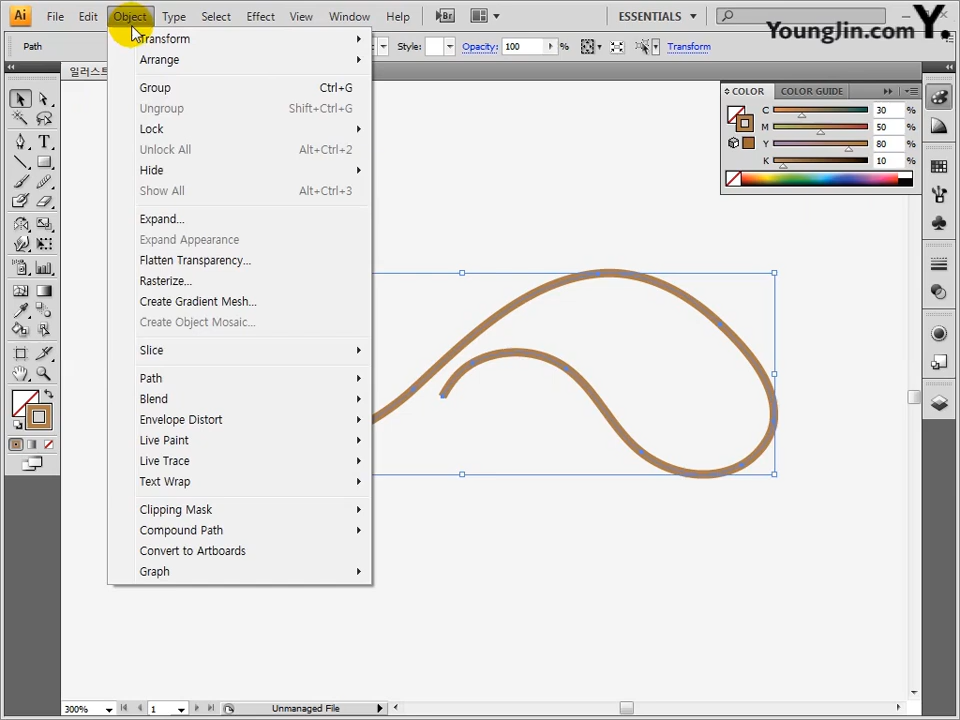 Ai File Edit Object Type Select Effect View Window Help Br ESSENTIALS
YoungJin.com Y.
Path Style: Opacity: 100 % Transform
일러스트
Transform
Arrange
Group Ctrl+G
Ungroup Shift+Ctrl+G
Lock
Unlock All Alt+Ctrl+2
Hide
Show All Alt+Ctrl+3
Expand...
Expand Appearance
Flatten Transparency...
Rasterize...
Create Gradient Mesh...
Create Object Mosaic...
Slice
Path
Blend
Envelope Distort
Live Paint
Live Trace
Text Wrap
Clipping Mask
Compound Path
Convert to Artboards
Graph
COLOR COLOR GUIDE
C 30 %
M 50 %
Y 80 %
K 10 %
300% 1 Unmanaged File